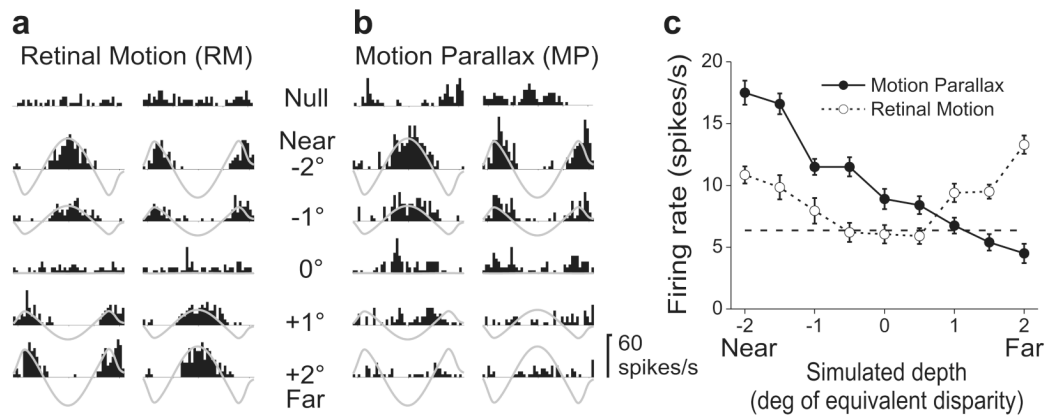 a
Retinal Motion (RM)
b
Motion Parallax (MP)
Null
Near
-2°
-1°
0°
+1°
+2°
Far
60
spikes/s
c
Firing rate (spikes/s)
20
15
10
5
0
Motion Parallax
Retinal Motion
-2 -1 0 1 2
Near Far
Simulated depth
(deg of equivalent disparity)